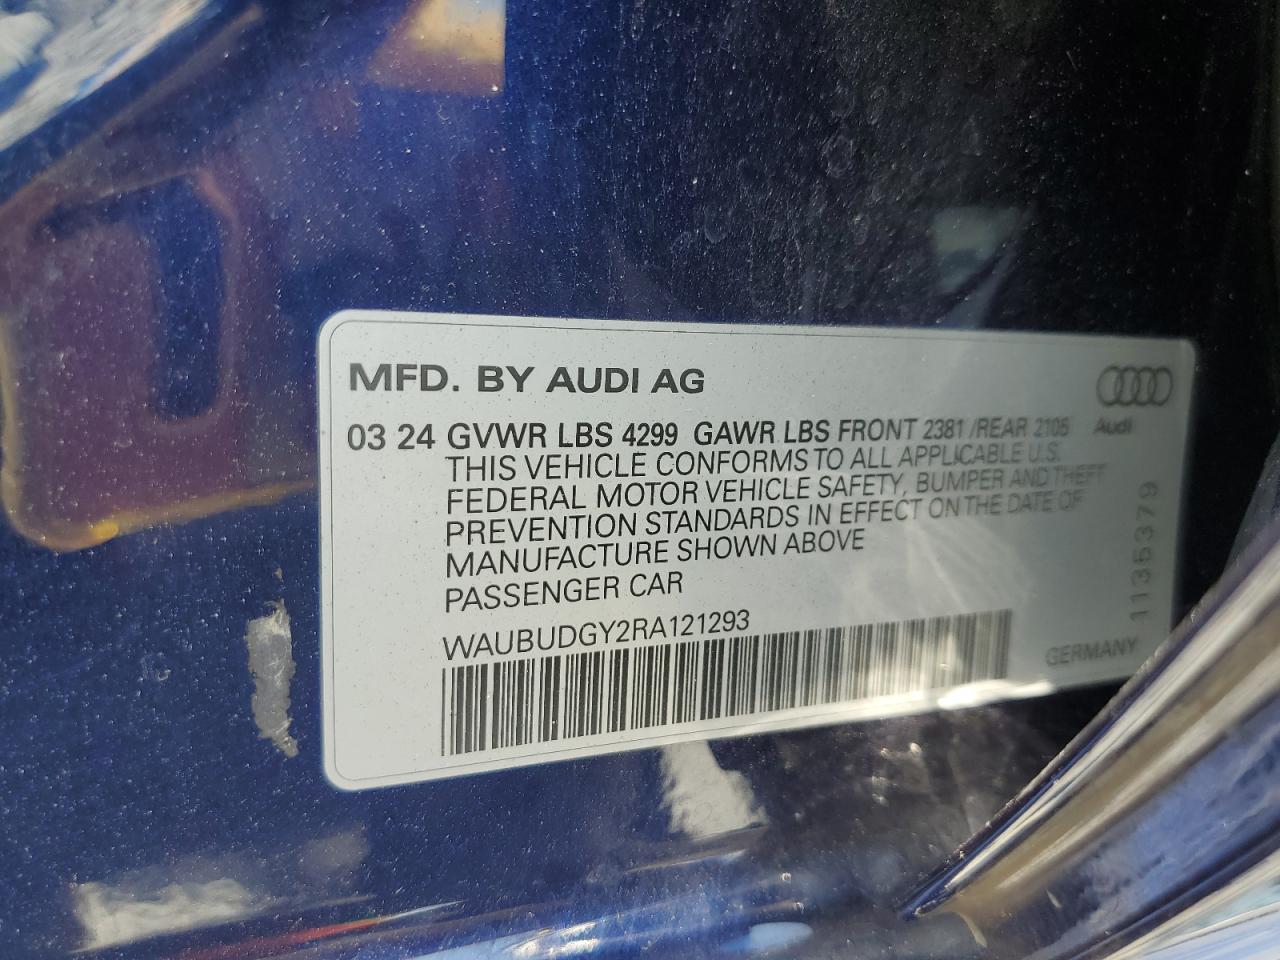 MFD. BY AUDI AG
03 24 GVWR LBS 4299 GAWR LBS FRONT 2381 /REAR 2105
Audi
THIS VEHICLE CONFORMS TO ALL APPLICABLE U.S.
FEDERAL MOTOR VEHICLE SAFETY, BUMPER AND THEFT
PREVENTION STANDARDS IN EFFECT ON THE DATE OF
MANUFACTURE SHOWN ABOVE
PASSENGER CAR
WAUBUDGY2RA121293
GERMANY
1135379